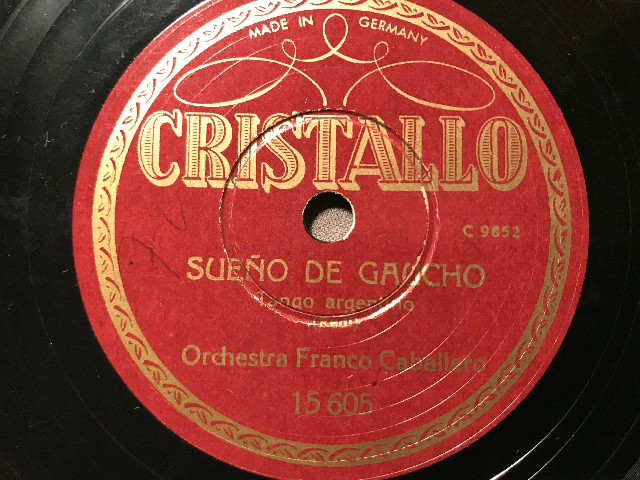 MADE IN GERMANY
CRISTALLO
C 9852
SUEÑO DE GAUCHO
Tango argentino
Orchestra Franco Caballero
15 605